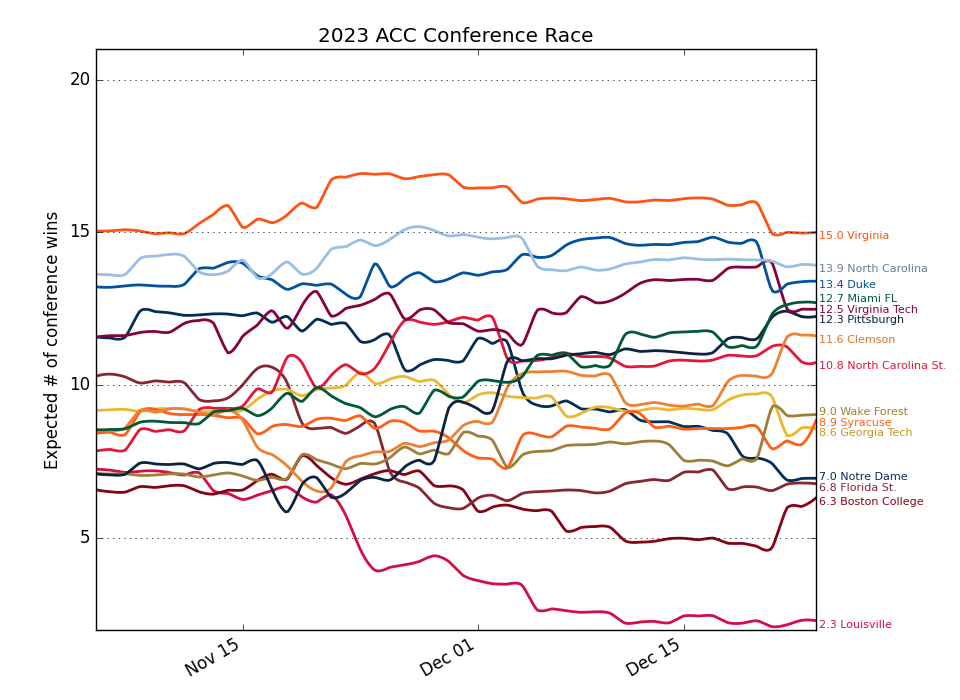 2023 ACC Conference Race
Expected # of conference wins
20
15
10
5
Nov 15
Dec 01
Dec 15
15.0 Virginia
13.9 North Carolina
13.4 Duke
12.7 Miami FL
12.5 Virginia Tech
12.3 Pittsburgh
11.6 Clemson
10.8 North Carolina St.
9.0 Wake Forest
8.9 Syracuse
8.6 Georgia Tech
7.0 Notre Dame
6.8 Florida St.
6.3 Boston College
2.3 Louisville